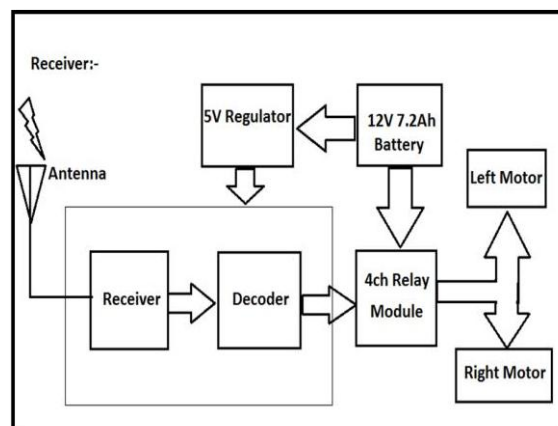 Receiver:-
Antenna
5V Regulator
12V 7.2Ah
Battery
Left Motor
Receiver
Decoder
4ch Relay
Module
Right Motor